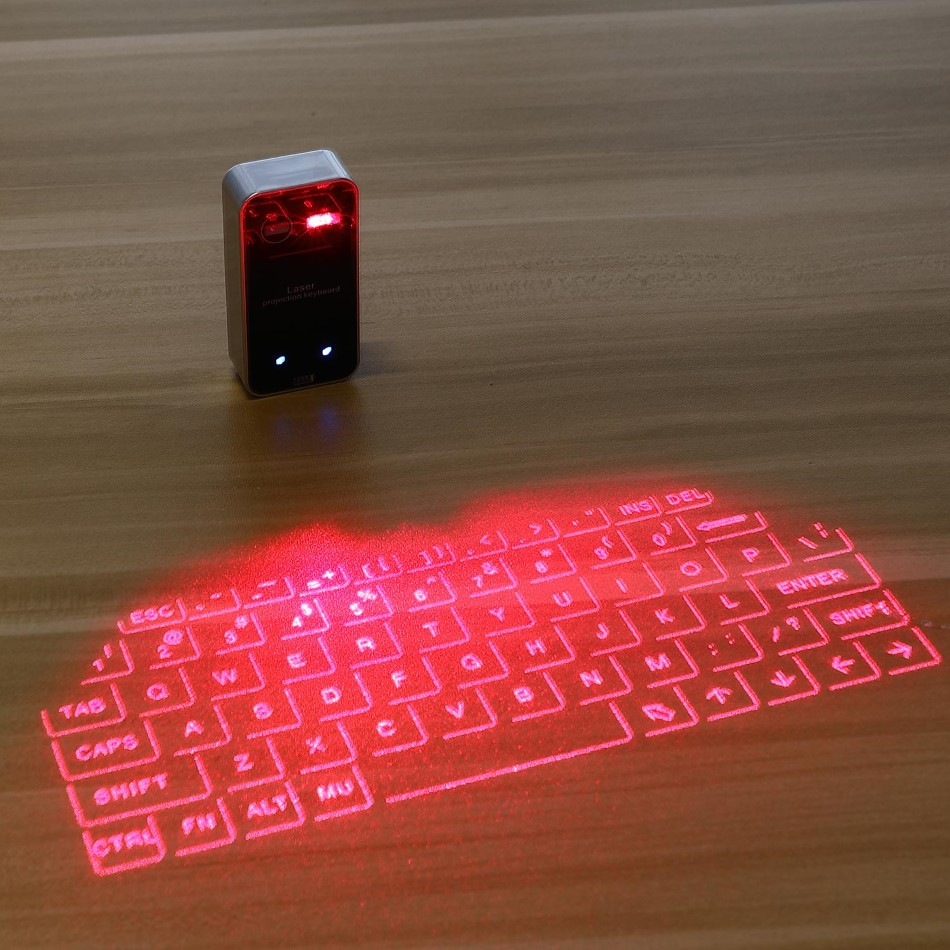 Laser
projection keyboard
ESC ` ~ - _ = + [ { ] } , < . > ' " INS DEL
1 ! 2 @ 3 # 4 $ 5 % 6 ^ 7 & 8 * 9 ( 0 ) ←
TAB Q W E R T Y U I O P \ |
CAPS A S D F G H J K L ENTER
SHIFT Z X C V B N M ; : / ? SHIFT
CTRL FN ALT MU ↖ ↑ ↓ ← →